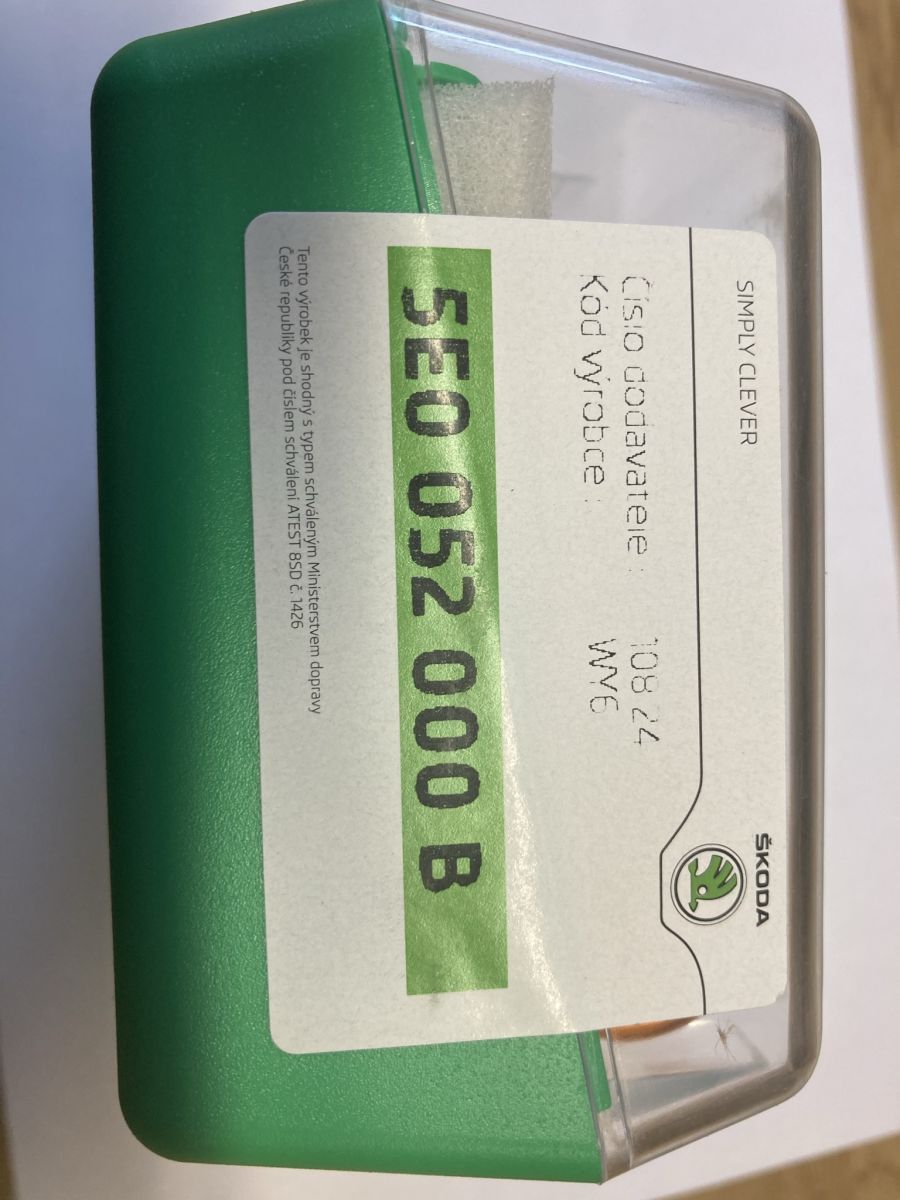 SIMPLY CLEVER
ŠKODA
Číslo dodavatele : 108 24
Kód výrobce : WY6
5E0 052 000 B
Tento výrobek je shodný s typem schváleným Ministerstvem dopravy
České republiky pod číslem schválení ATEST 8SD č. 1426